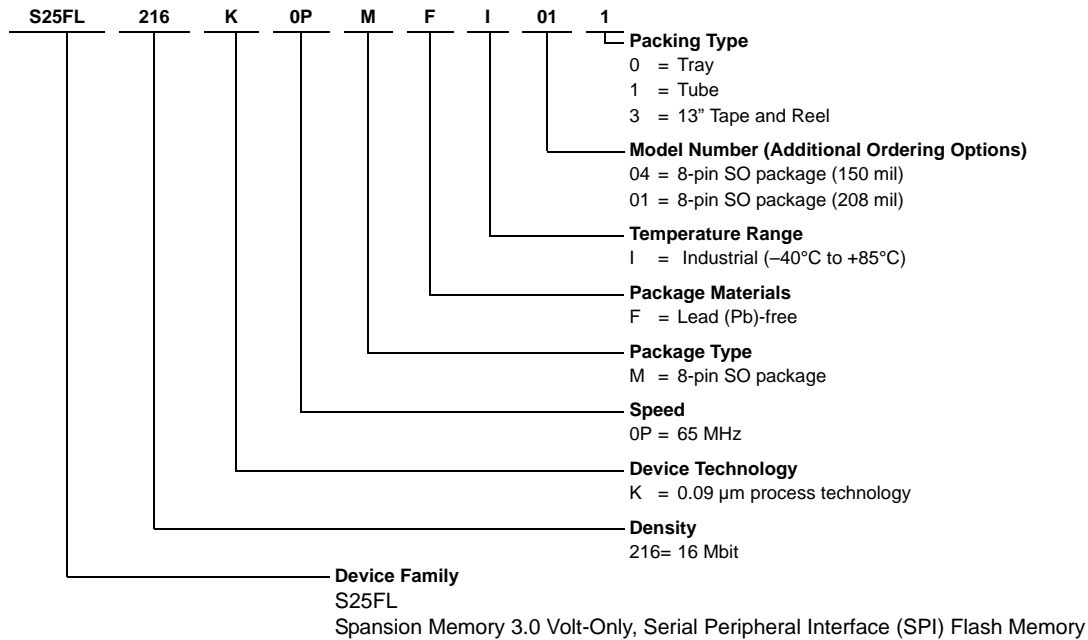 S25FL 216 K 0P M F I 01 1
Packing Type
0 = Tray
1 = Tube
3 = 13” Tape and Reel
Model Number (Additional Ordering Options)
04 = 8-pin SO package (150 mil)
01 = 8-pin SO package (208 mil)
Temperature Range
I = Industrial (–40°C to +85°C)
Package Materials
F = Lead (Pb)-free
Package Type
M = 8-pin SO package
Speed
0P = 65 MHz
Device Technology
K = 0.09 µm process technology
Density
216= 16 Mbit
Device Family
S25FL
Spansion Memory 3.0 Volt-Only, Serial Peripheral Interface (SPI) Flash Memory